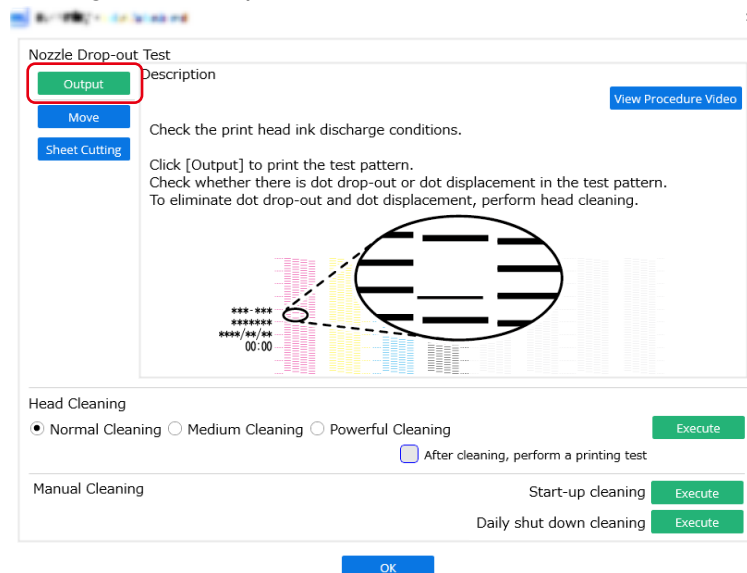 Nozzle Drop-out Test
Output
Description
View Procedure Video
Move
Check the print head ink discharge conditions.
Sheet Cutting
Click [Output] to print the test pattern.
Check whether there is dot drop-out or dot displacement in the test pattern.
To eliminate dot drop-out and dot displacement, perform head cleaning.
***-***
*******
****/**/**
00:00
Head Cleaning
Normal Cleaning Medium Cleaning Powerful Cleaning Execute
After cleaning, perform a printing test
Manual Cleaning Start-up cleaning Execute
Daily shut down cleaning Execute
OK